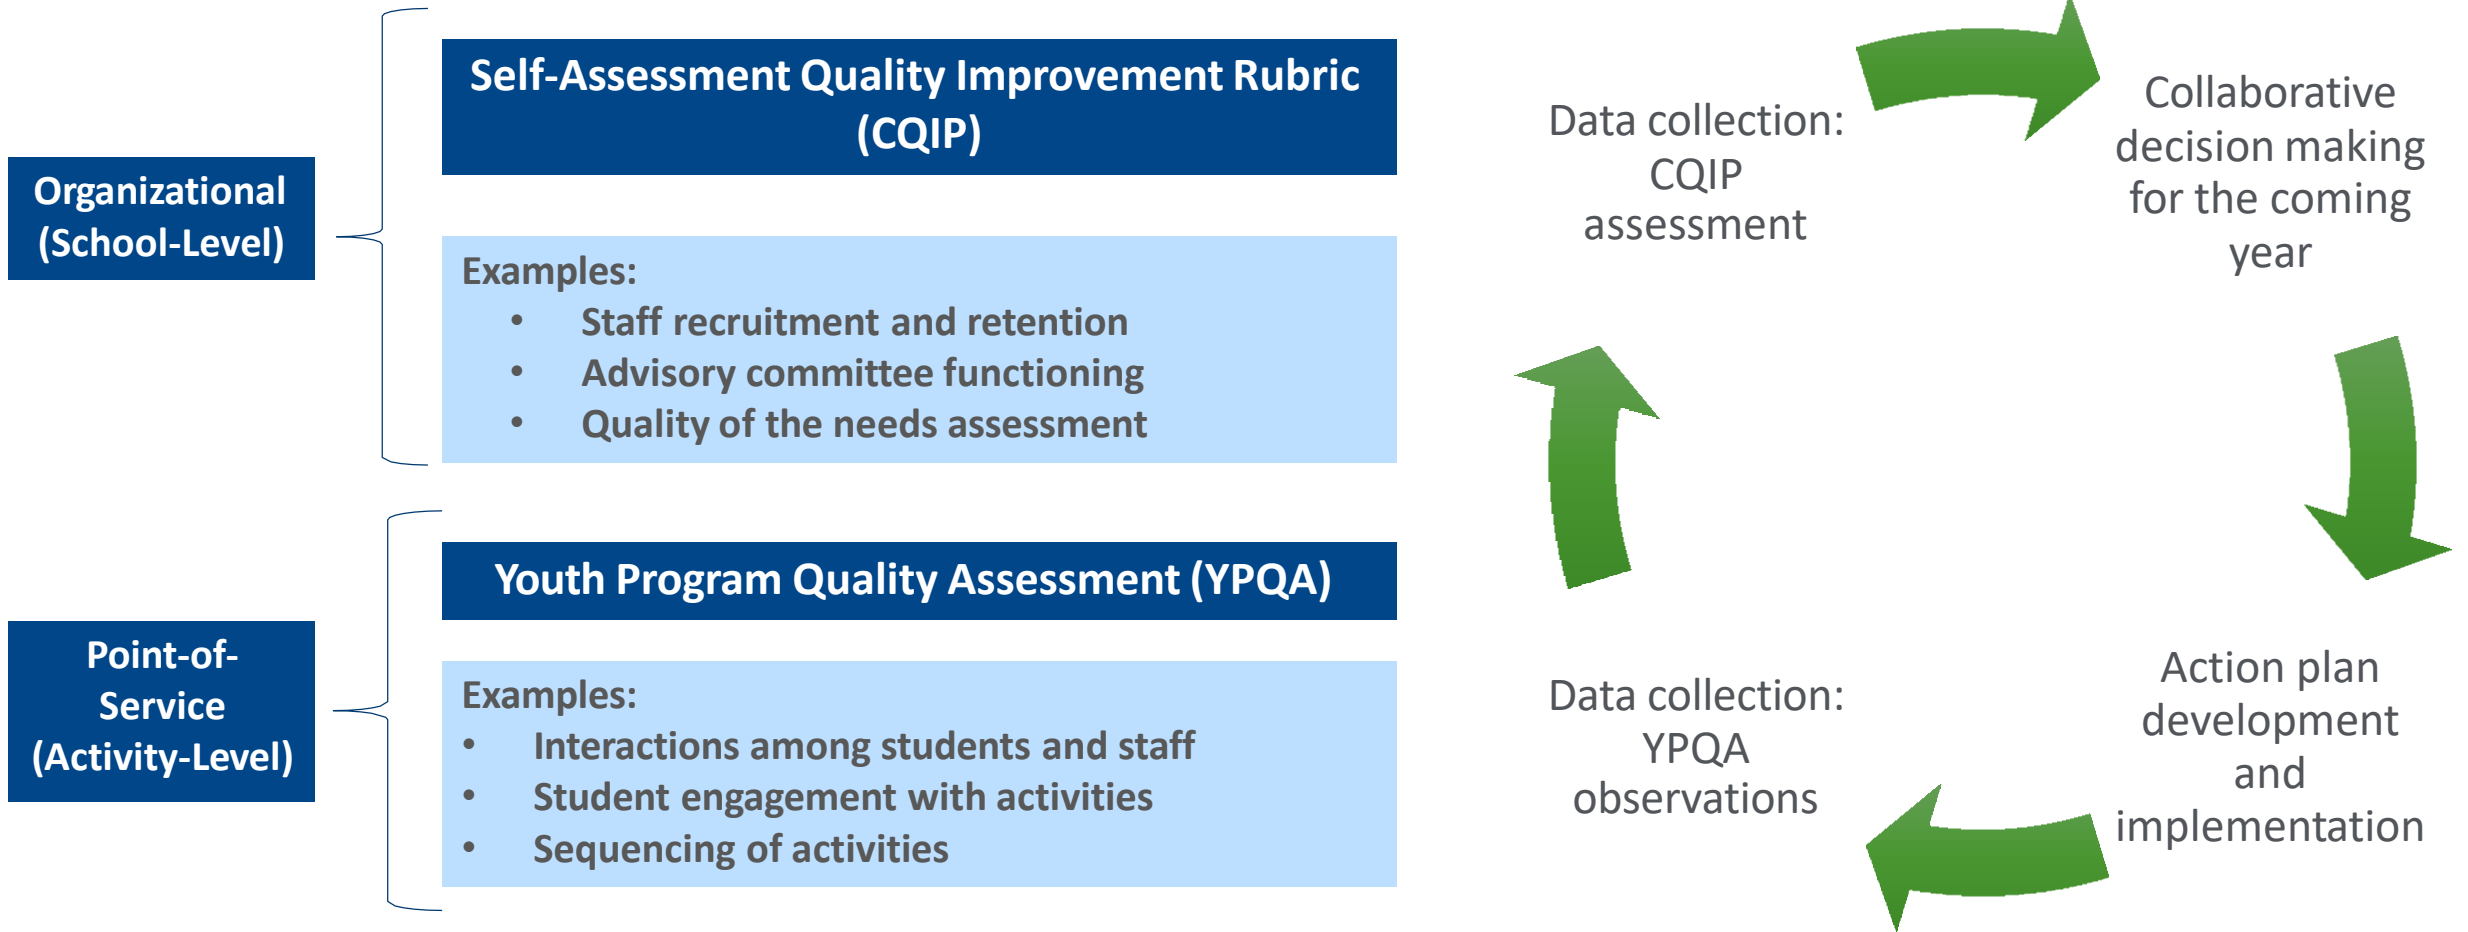 Organizational
(School-Level)
Self-Assessment Quality Improvement Rubric
(CQIP)
Examples:
• Staff recruitment and retention
• Advisory committee functioning
• Quality of the needs assessment
Point-of-
Service
(Activity-Level)
Youth Program Quality Assessment (YPQA)
Examples:
• Interactions among students and staff
• Student engagement with activities
• Sequencing of activities
Data collection:
CQIP
assessment
Collaborative
decision making
for the coming
year
Action plan
development
and
implementation
Data collection:
YPQA
observations